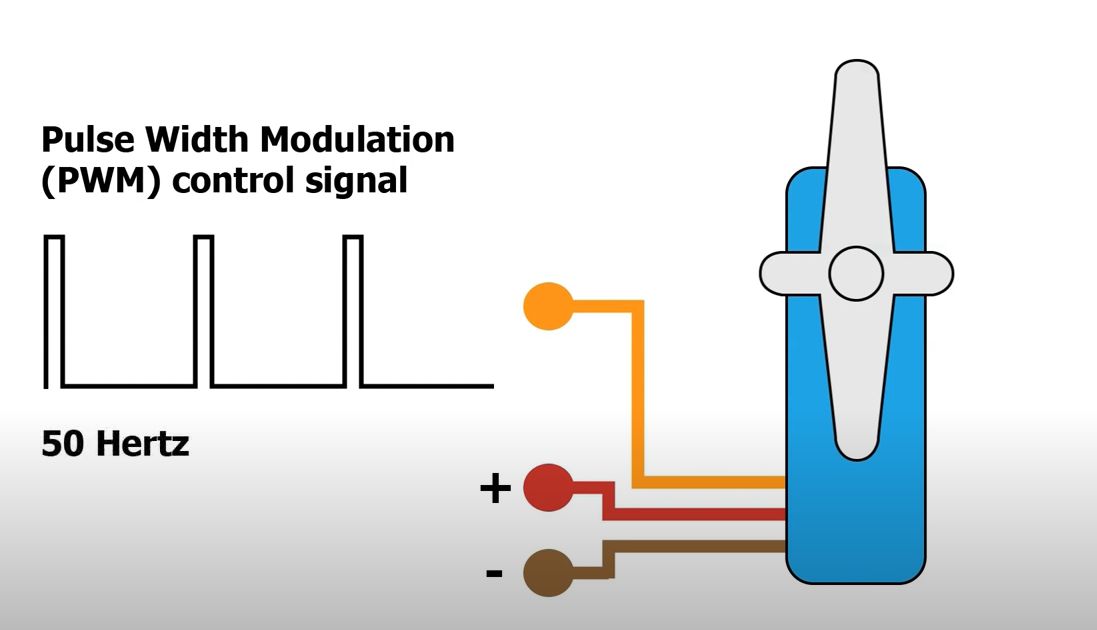 Pulse Width Modulation
(PWM) control signal
50 Hertz
+
-